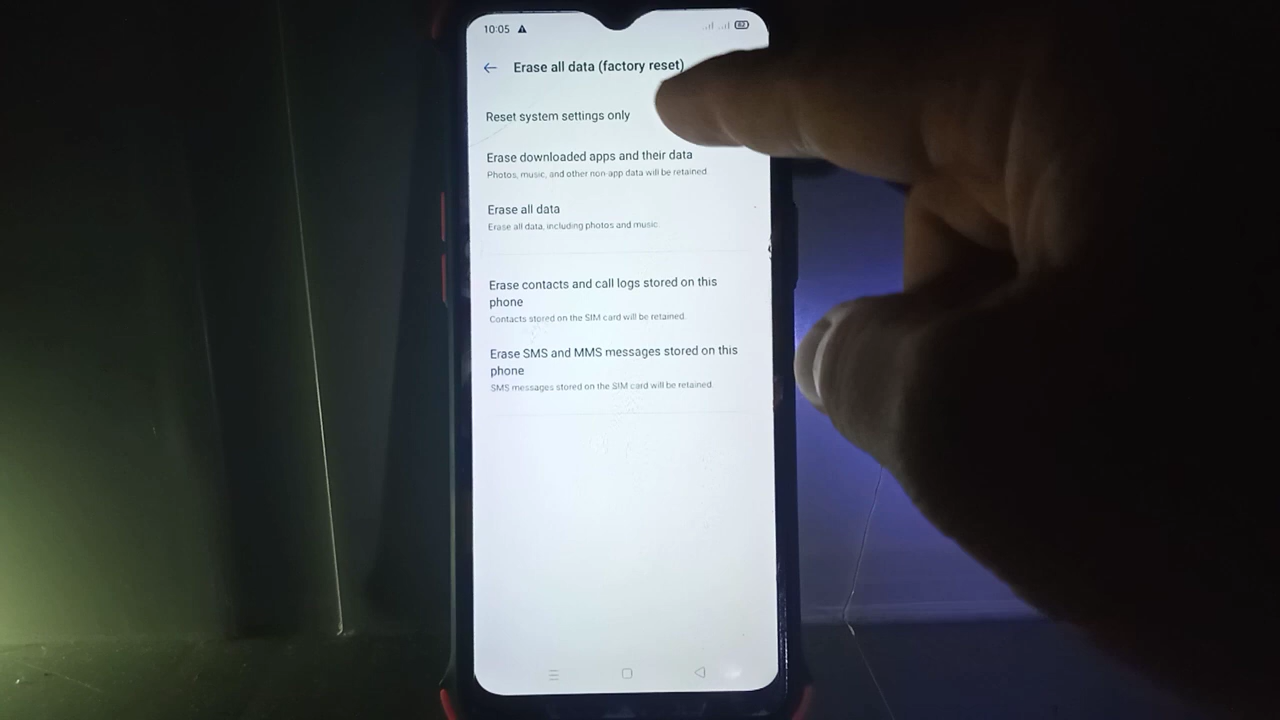 10:05
62
Erase all data (factory reset)
Reset system settings only
Erase downloaded apps and their data
Photos, music, and other non-app data will be retained.
Erase all data
Erase all data, including photos and music.
Erase contacts and call logs stored on this
phone
Contacts stored on the SIM card will be retained.
Erase SMS and MMS messages stored on this
phone
SMS messages stored on the SIM card will be retained.